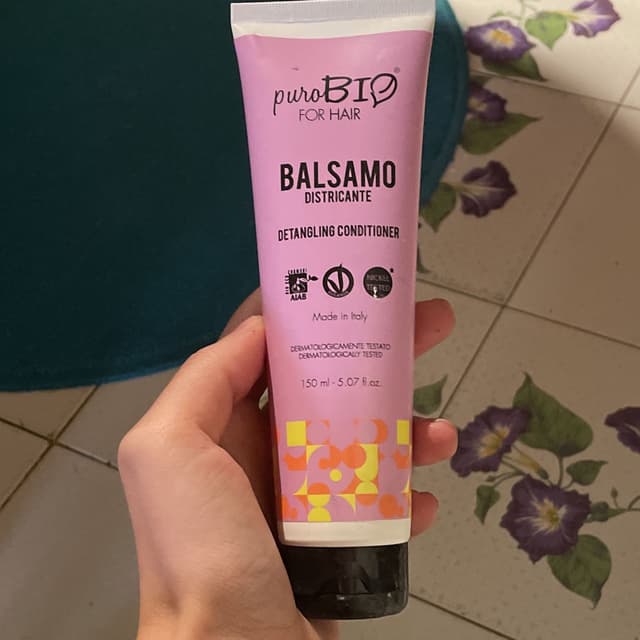 puroBIO®
FOR HAIR
BALSAMO
DISTRICANTE
DETANGLING CONDITIONER
AIAB
NICKEL
TESTED
Made in Italy
DERMATOLOGICAMENTE TESTATO
DERMATOLOGICALLY TESTED
150 ml - 5.07 fl.oz.